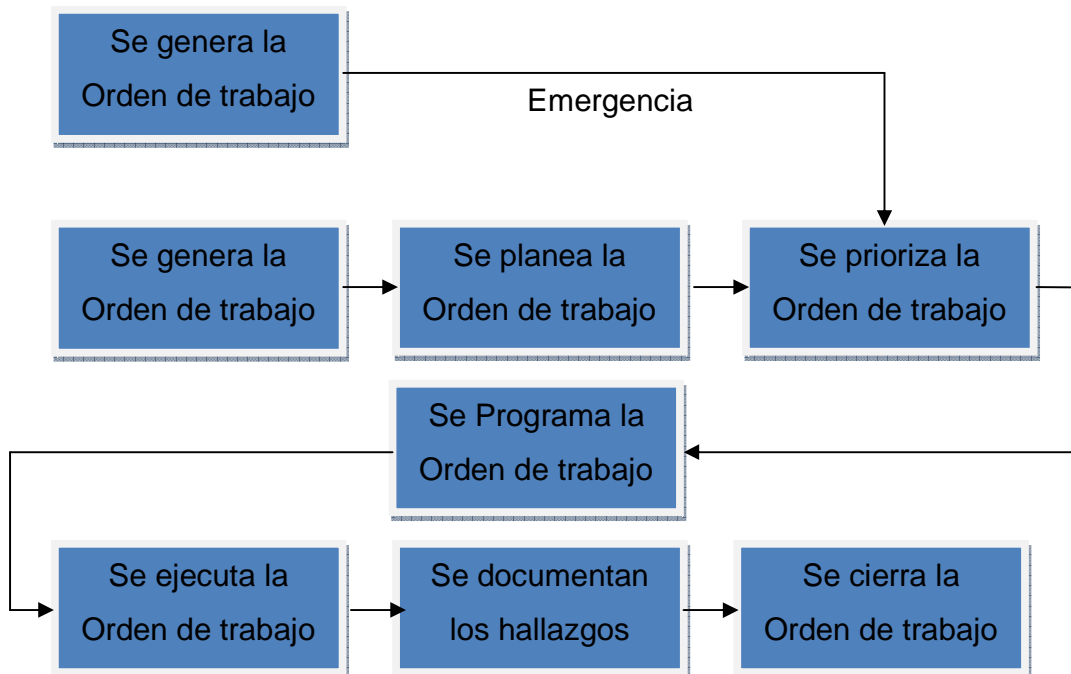 Se genera la
Orden de trabajo
Emergencia
Se genera la
Orden de trabajo
Se planea la
Orden de trabajo
Se prioriza la
Orden de trabajo
Se Programa la
Orden de trabajo
Se ejecuta la
Orden de trabajo
Se documentan
los hallazgos
Se cierra la
Orden de trabajo